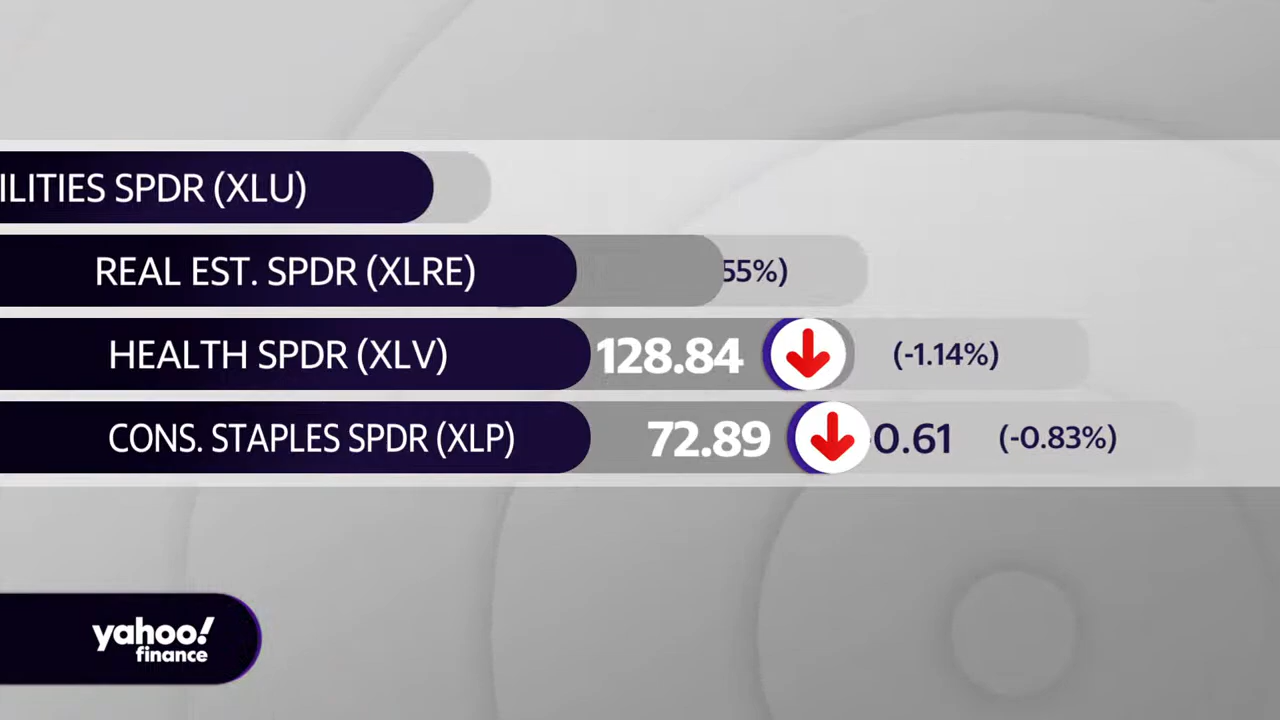 ILITIES SPDR (XLU)
REAL EST. SPDR (XLRE) 55%)
HEALTH SPDR (XLV) 128.84 (-1.14%)
CONS. STAPLES SPDR (XLP) 72.89 0.61 (-0.83%)
yahoo!
finance